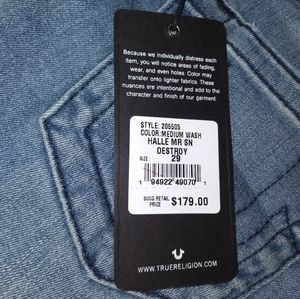 Because we individually distress each
item, you will notice areas of fading,
wear, and even holes. Color may
transfer onto lighter fabrics. These
nuances are intentional and add to the
character and finish of our garment.
STYLE: 205505
COLOR:MEDIUM WASH
HALLE MR SN
DESTROY
SIZE: 29
1 94922 49070 1
SUGG RETAIL
PRICE $179.00
WWW.TRUERELIGION.COM